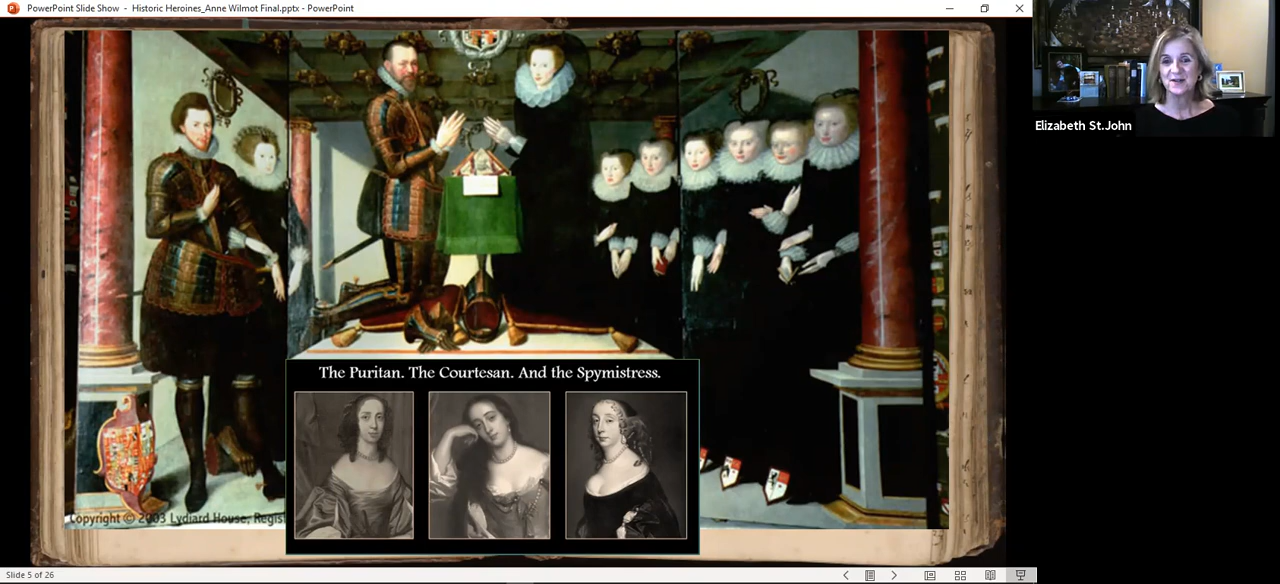 PowerPoint Slide Show - Historic Heroines_Anne Wilmot Final.pptx - PowerPoint
Elizabeth St.John
The Puritan. The Courtesan. And the Spymistress.
Copyright © 2003 Lydiard House, Regist
Slide 5 of 26